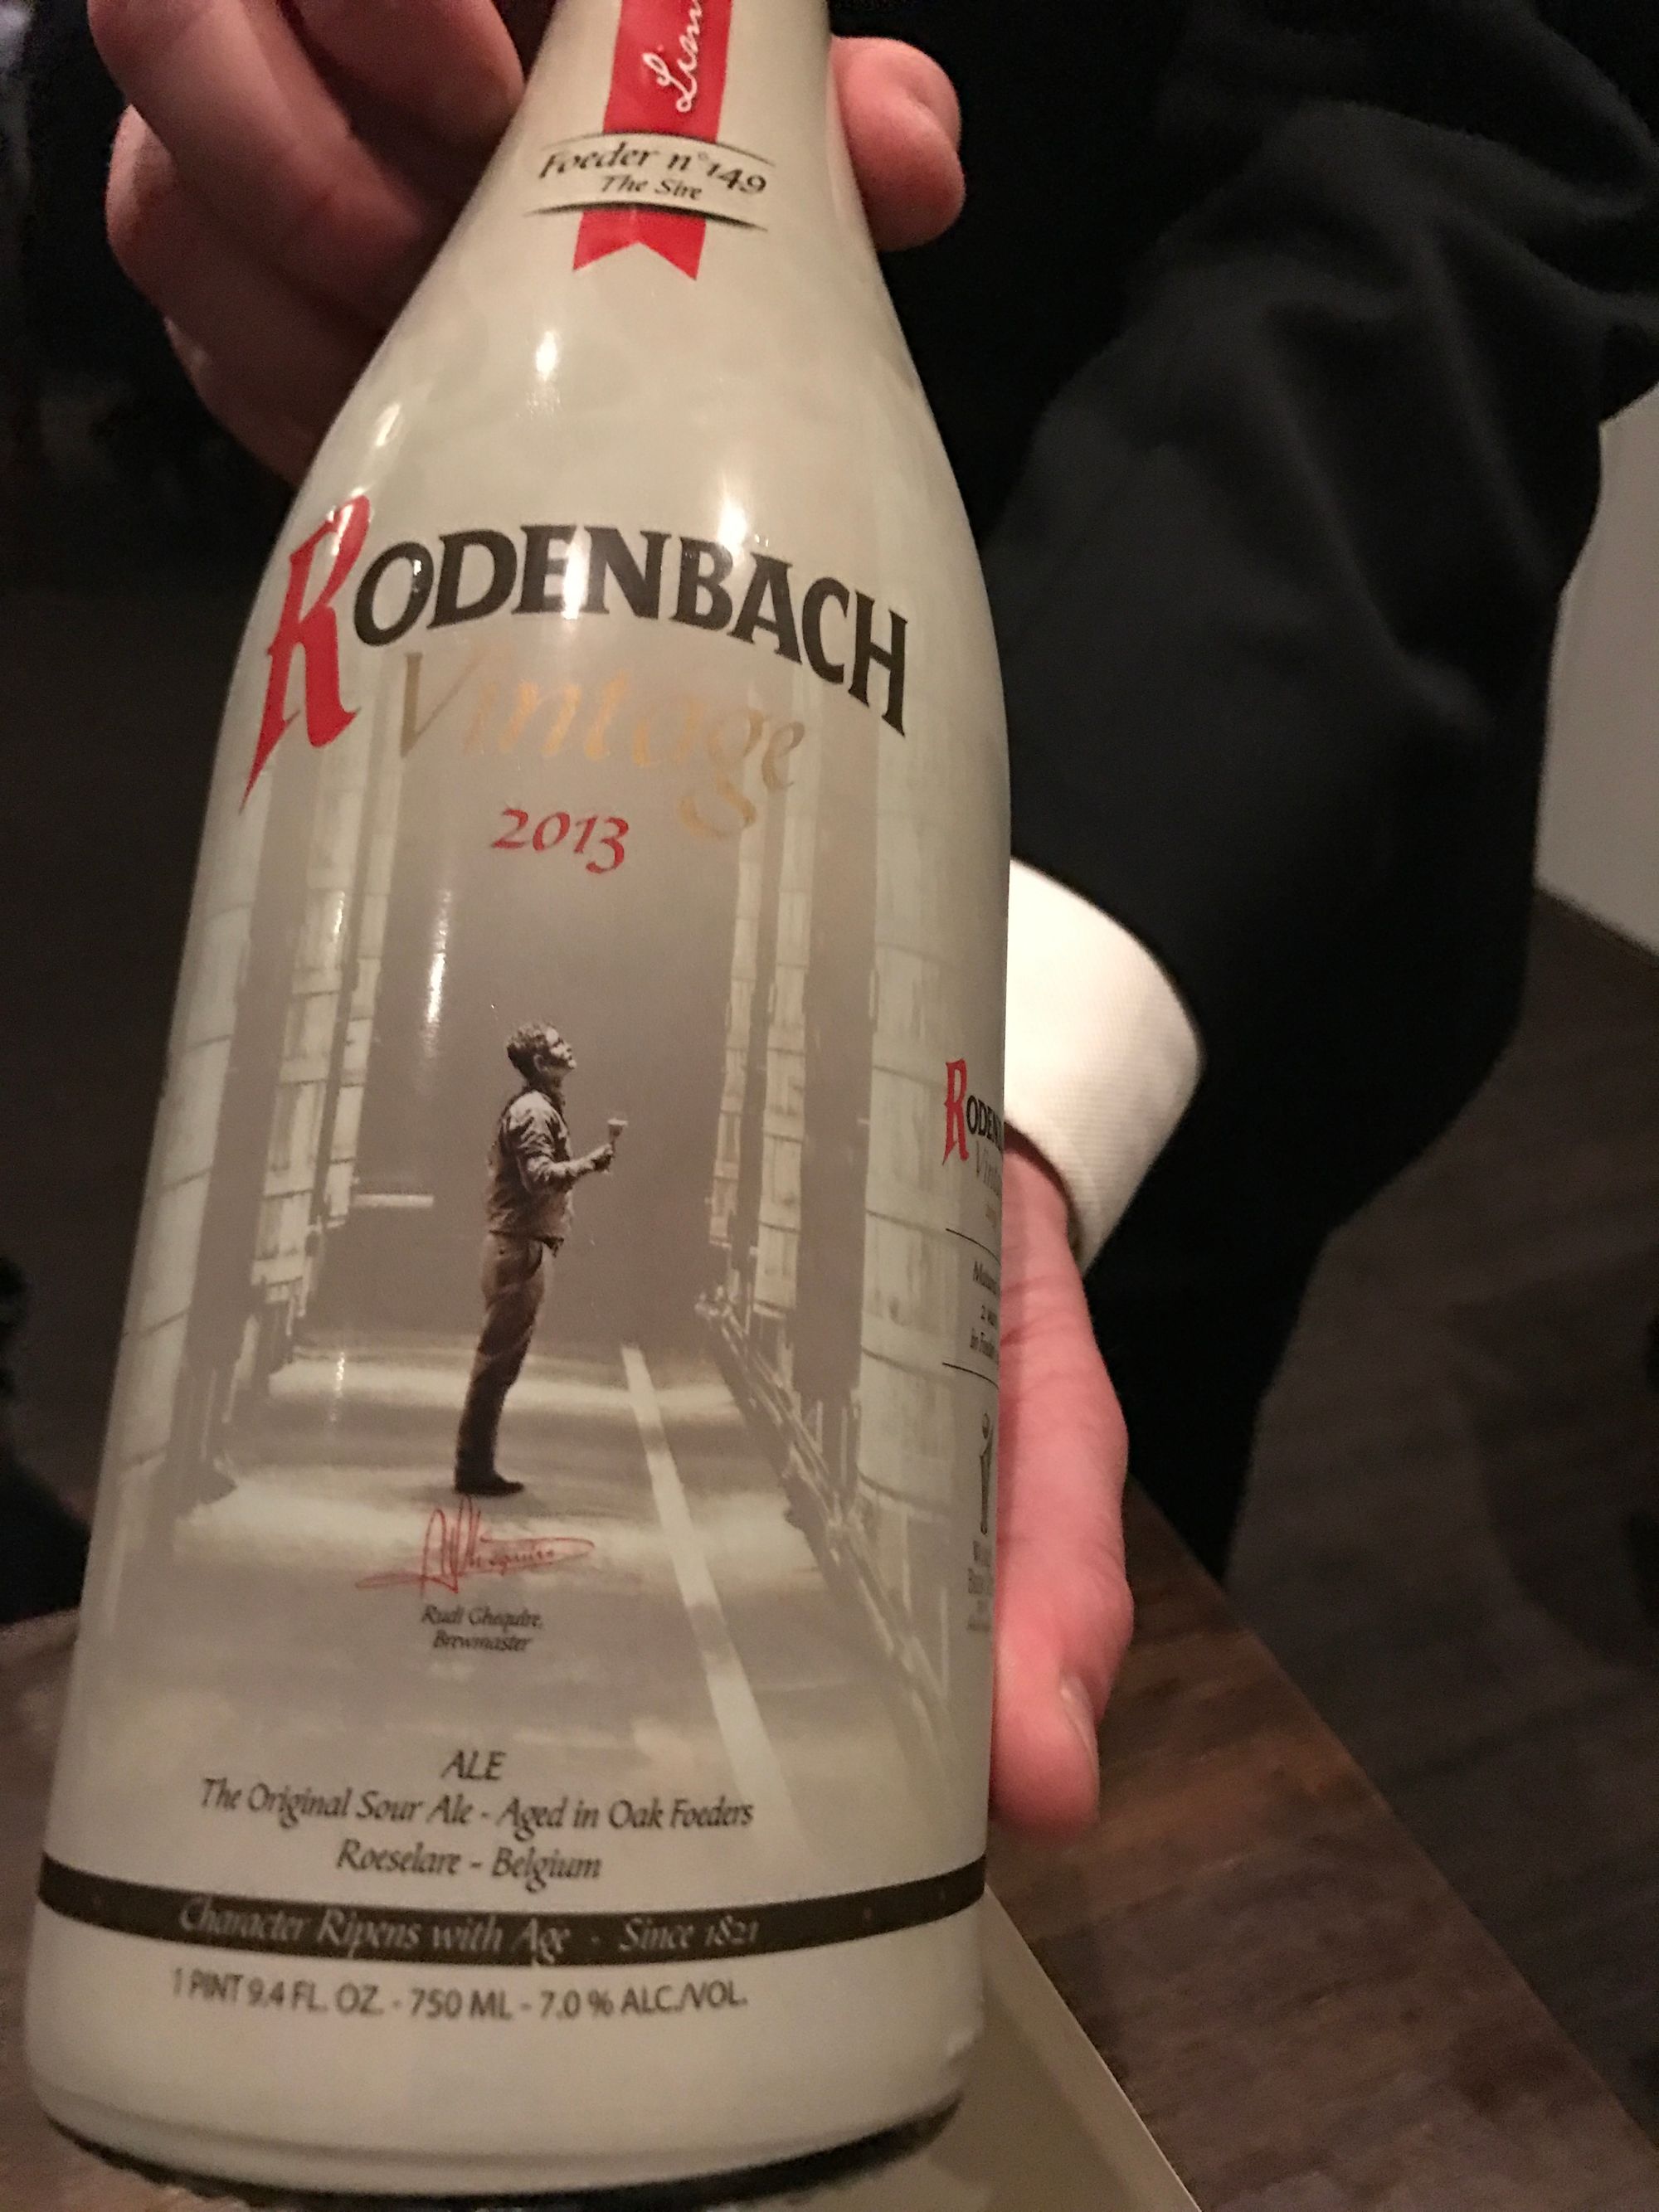 Foeder n°149
The Sire
RODENBACH
Vintage
2013
Rudi Ghequire,
Brewmaster
ALE
The Original Sour Ale - Aged in Oak Foeders
Roeselare - Belgium
Character Ripens with Age · Since 1821
1 PINT 9.4 FL. OZ. - 750 ML - 7.0 % ALC./VOL.